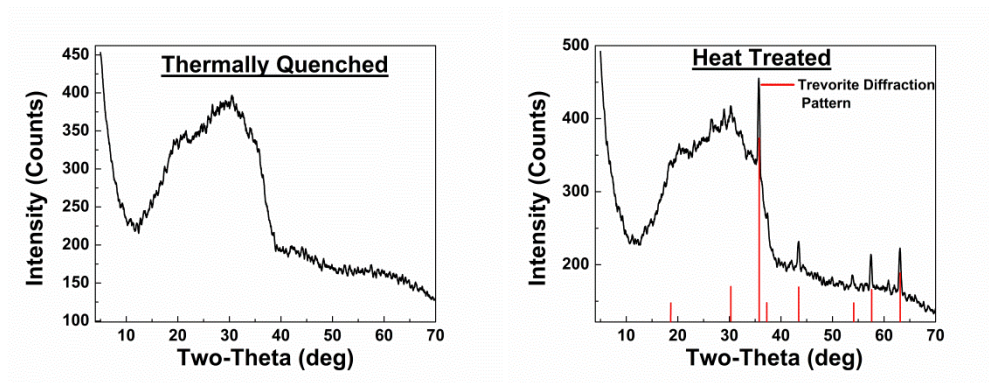 Thermally Quenched
Intensity (Counts)
450
400
350
300
250
200
150
100
10 20 30 40 50 60 70
Two-Theta (deg)
Heat Treated
Trevorite Diffraction
Pattern
Intensity (Counts)
500
400
300
200
10 20 30 40 50 60 70
Two-Theta (deg)